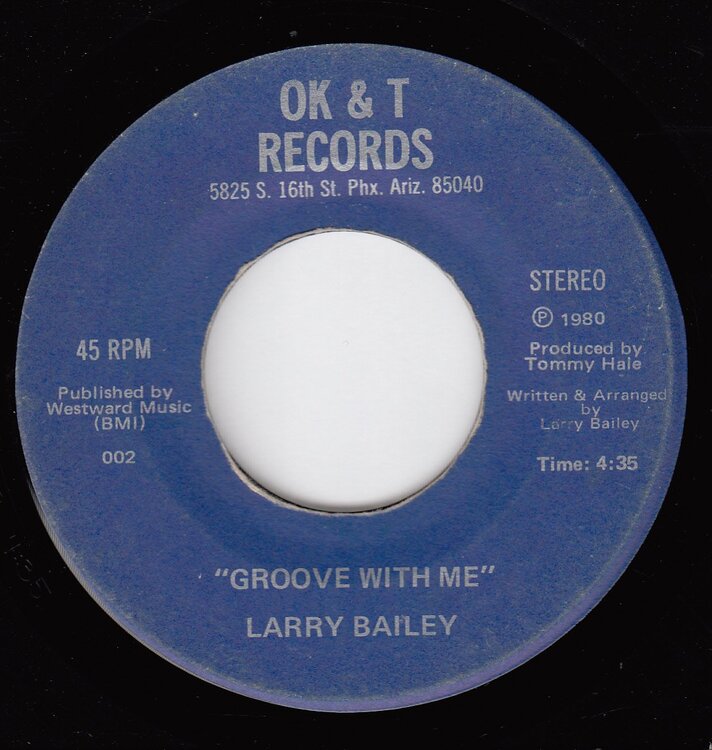 OK & T
RECORDS
5825 S. 16th St. Phx. Ariz. 85040
45 RPM
Published by
Westward Music
(BMI)
002
STEREO
Ⓟ 1980
Produced by
Tommy Hale
Written & Arranged
by
Larry Bailey
Time: 4:35
"GROOVE WITH ME"
LARRY BAILEY